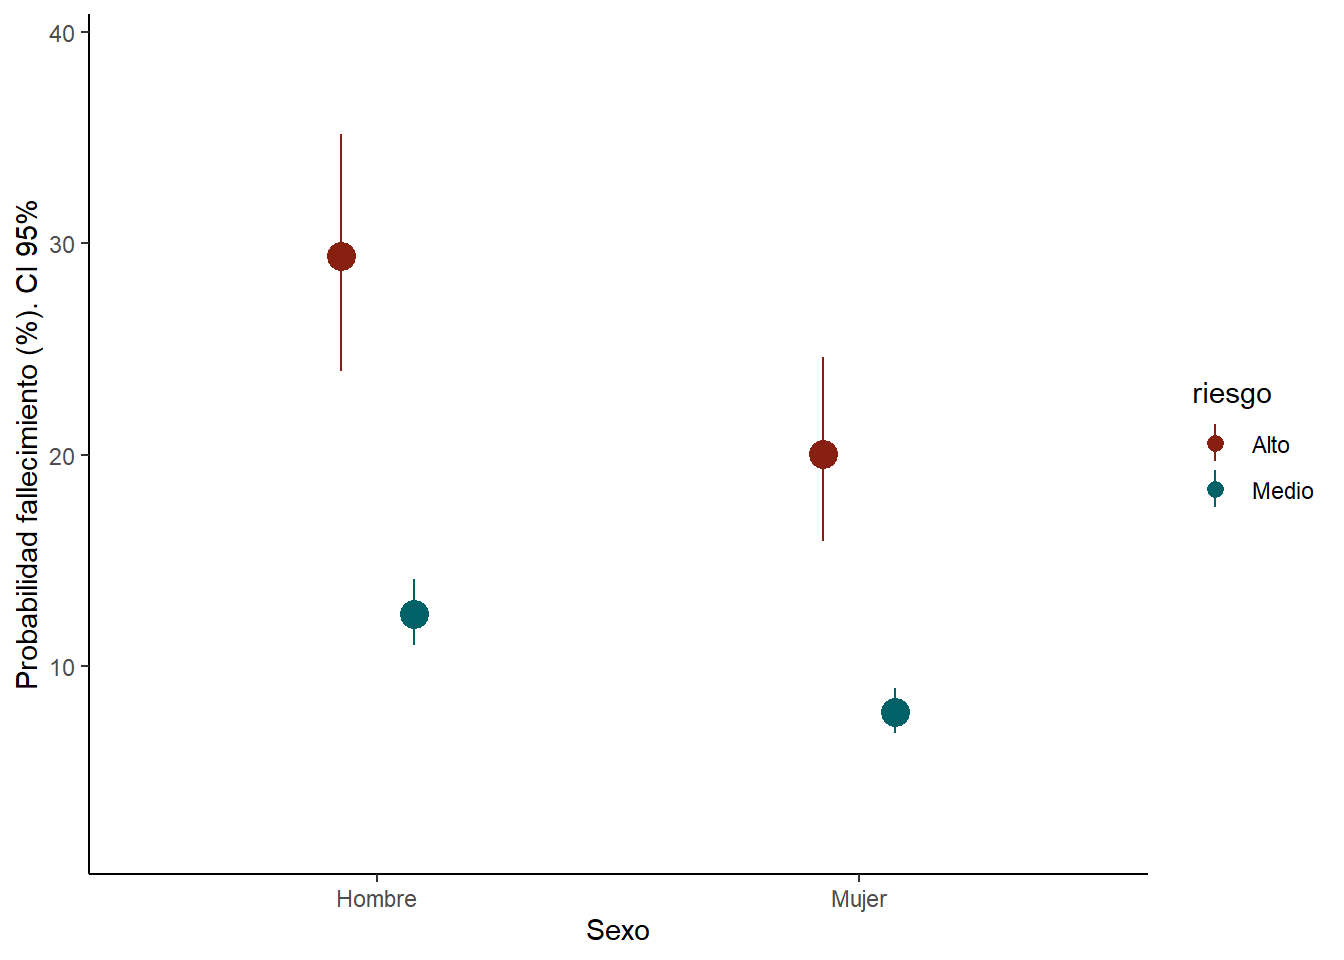 Probabilidad fallecimiento (%). CI 95%
40
30
20
10
Hombre
Mujer
Sexo
riesgo
Alto
Medio